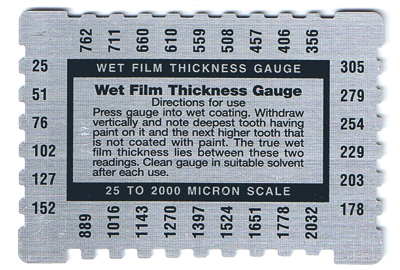 762 711 660 610 559 508 457 406 356
25
51
76
102
127
152
WET FILM THICKNESS GAUGE
Wet Film Thickness Gauge
Directions for use
Press gauge into wet coating. Withdraw
vertically and note deepest tooth having
paint on it and the next higher tooth that
is not coated with paint. The true wet
film thickness lies between these two
readings. Clean gauge in suitable solvent
after each use.
25 TO 2000 MICRON SCALE
305
279
254
229
203
178
889 1016 1143 1270 1397 1524 1651 1778 2032